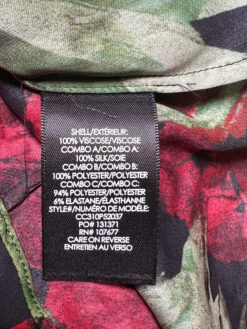 SHELL/EXTÉRIEUR:
100% VISCOSE/VISCOSE
COMBO A/COMBO A:
100% SILK/SOIE
COMBO B/COMBO B:
100% POLYESTER/POLYESTER
COMBO C/COMBO C:
94% POLYESTER/POLYESTER
6% ELASTANE/ÉLASTHANNE
STYLE#/NUMÉRO DE MODÈLE:
CC310P52037
PO# 131371
RN# 107677
CARE ON REVERSE
ENTRETIEN AU VERSO